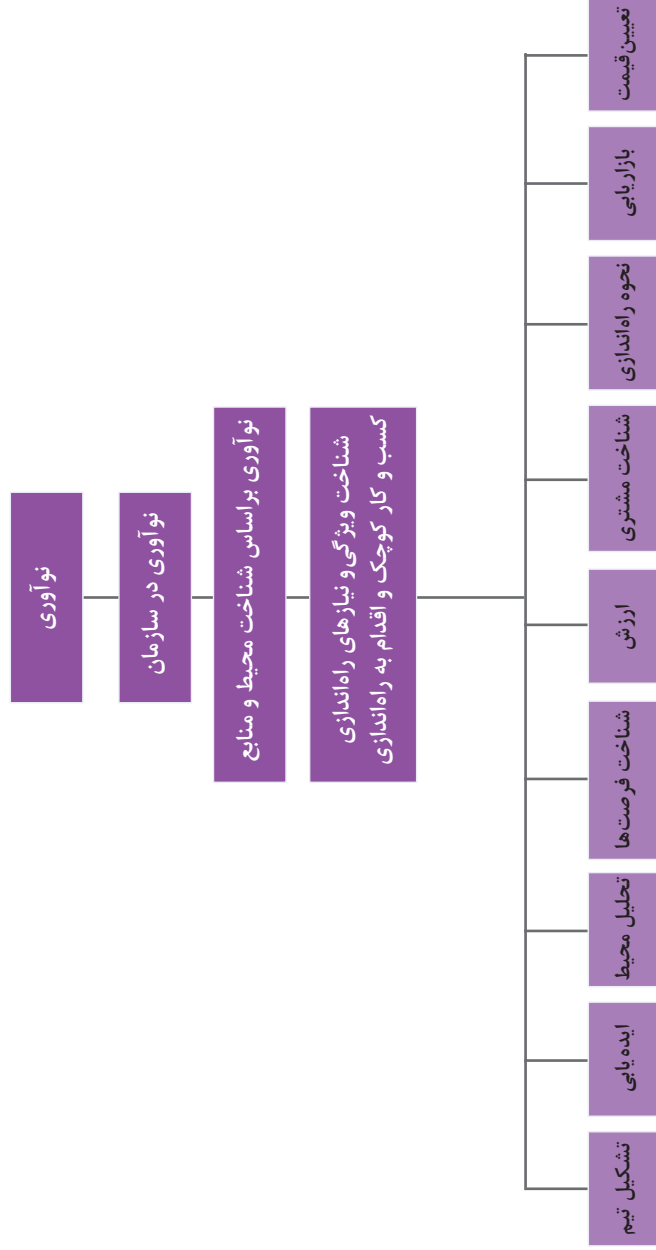 نوآوری
نوآوری در سازمان
نوآوری براساس شناخت محیط و منابع
شناخت ویژگی و نیازهای راه‌اندازی
کسب و کار کوچک و اقدام به راه‌اندازی
تعیین قیمت
بازاریابی
نحوه راه‌اندازی
شناخت مشتری
ارزش
شناخت فرصت‌ها
تحلیل محیط
ایده یابی
تشکیل تیم